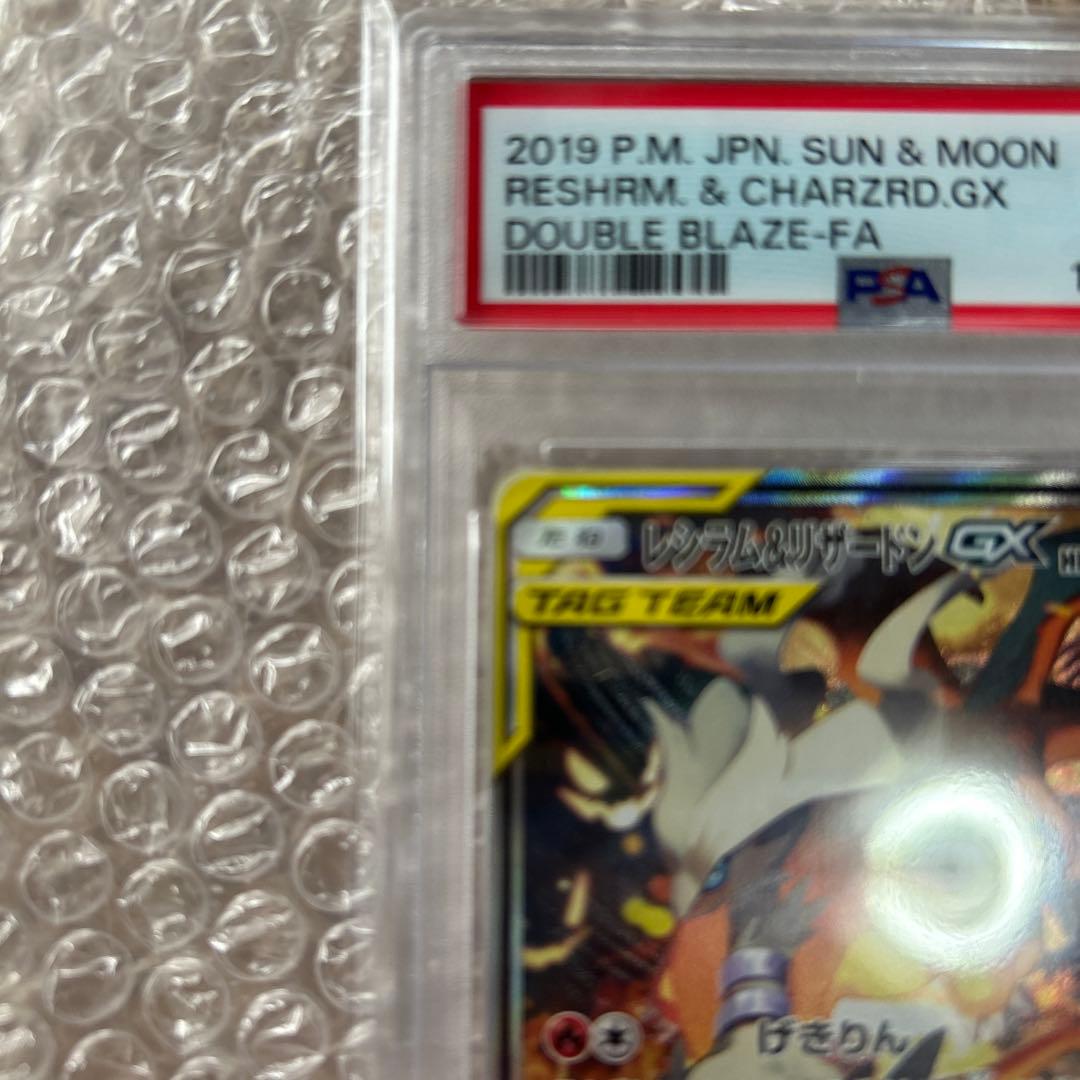 2019 P.M. JPN. SUN & MOON
RESHRM. & CHARZRD.GX
DOUBLE BLAZE-FA
PSA
レシラム&リザードンGX
TAG TEAM
げきりん